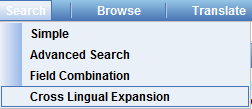 Search Browse Translate
Simple
Advanced Search
Field Combination
Cross Lingual Expansion